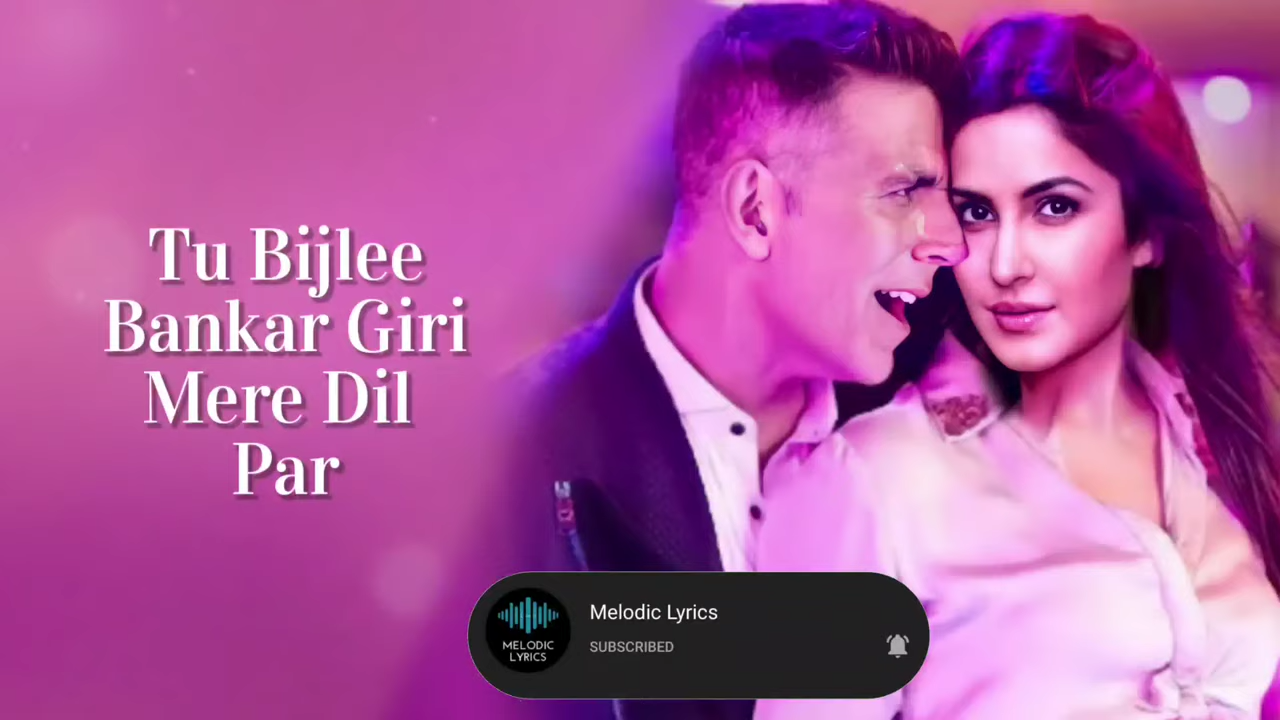 Tu Bijlee
Bankar Giri
Mere Dil
Par
MELODIC
LYRICS
Melodic Lyrics
SUBSCRIBED